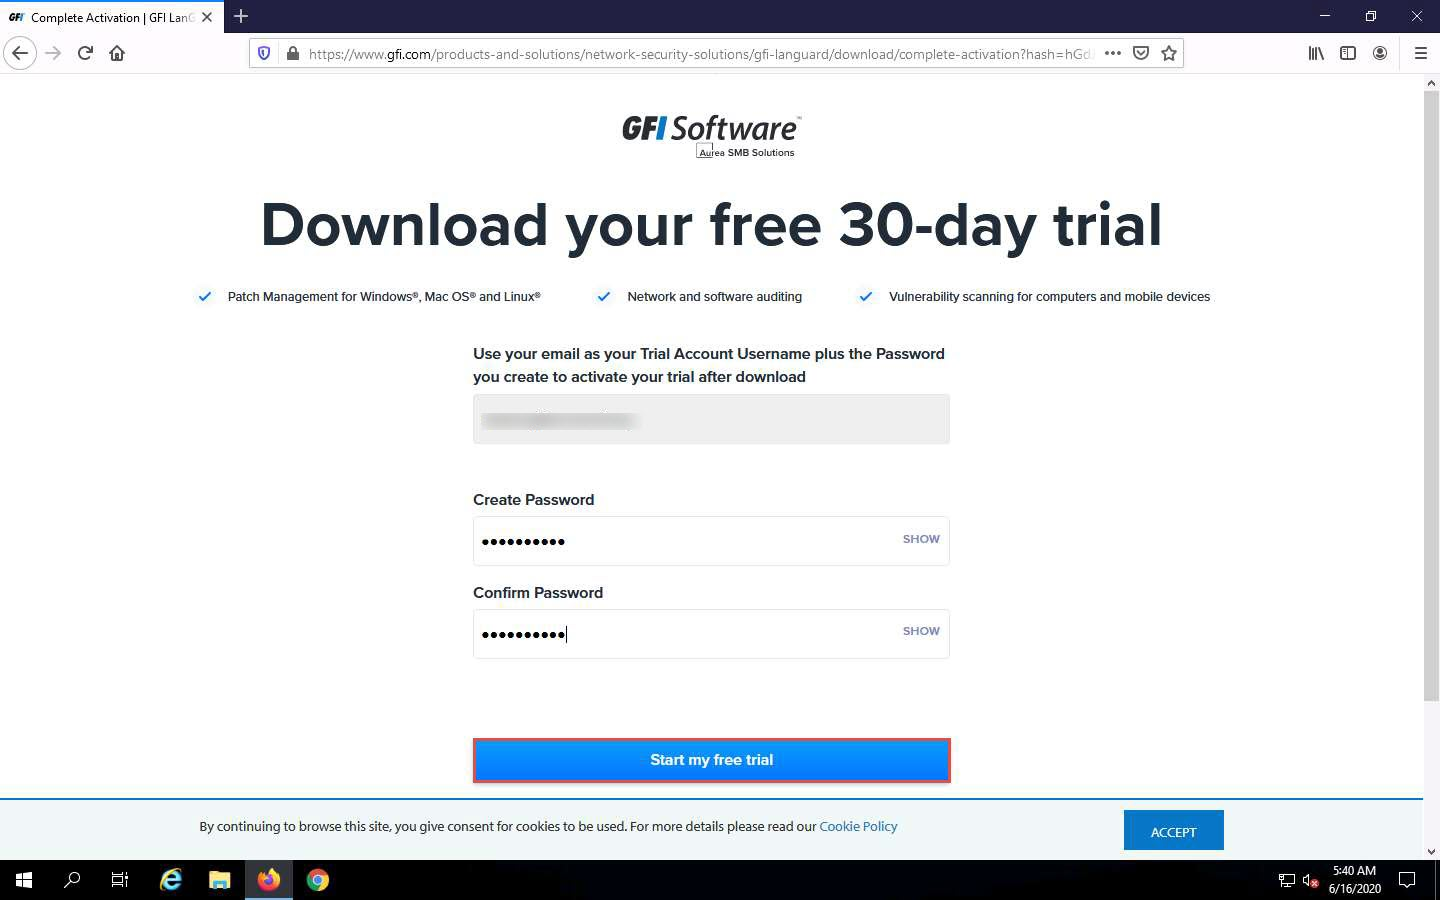 GFI Complete Activation | GFI Lan
https://www.gfi.com/products-and-solutions/network-security-solutions/gfi-languard/download/complete-activation?hash=hGd
GFI Software™
Aurea SMB Solutions
Download your free 30-day trial
Patch Management for Windows®, Mac OS® and Linux®
Network and software auditing
Vulnerability scanning for computers and mobile devices
Use your email as your Trial Account Username plus the Password
you create to activate your trial after download
Create Password
●●●●●●●●●● SHOW
Confirm Password
●●●●●●●●●● SHOW
Start my free trial
By continuing to browse this site, you give consent for cookies to be used. For more details please read our Cookie Policy
ACCEPT
5:40 AM
6/16/2020